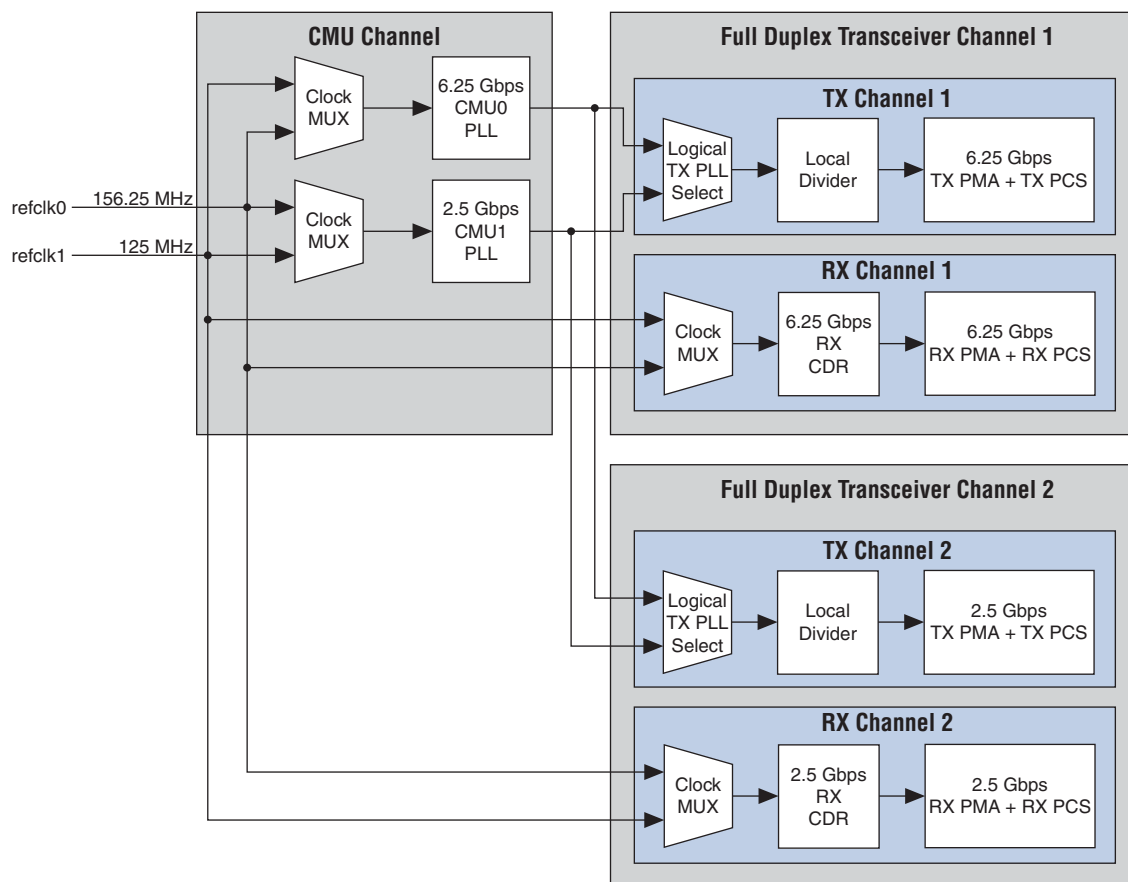 CMU Channel
Clock
MUX
6.25 Gbps
CMU0
PLL
refclk0
156.25 MHz
refclk1
125 MHz
Clock
MUX
2.5 Gbps
CMU1
PLL
Full Duplex Transceiver Channel 1
TX Channel 1
Logical
TX PLL
Select
Local
Divider
6.25 Gbps
TX PMA + TX PCS
RX Channel 1
Clock
MUX
6.25 Gbps
RX
CDR
6.25 Gbps
RX PMA + RX PCS
Full Duplex Transceiver Channel 2
TX Channel 2
Logical
TX PLL
Select
Local
Divider
2.5 Gbps
TX PMA + TX PCS
RX Channel 2
Clock
MUX
2.5 Gbps
RX
CDR
2.5 Gbps
RX PMA + RX PCS